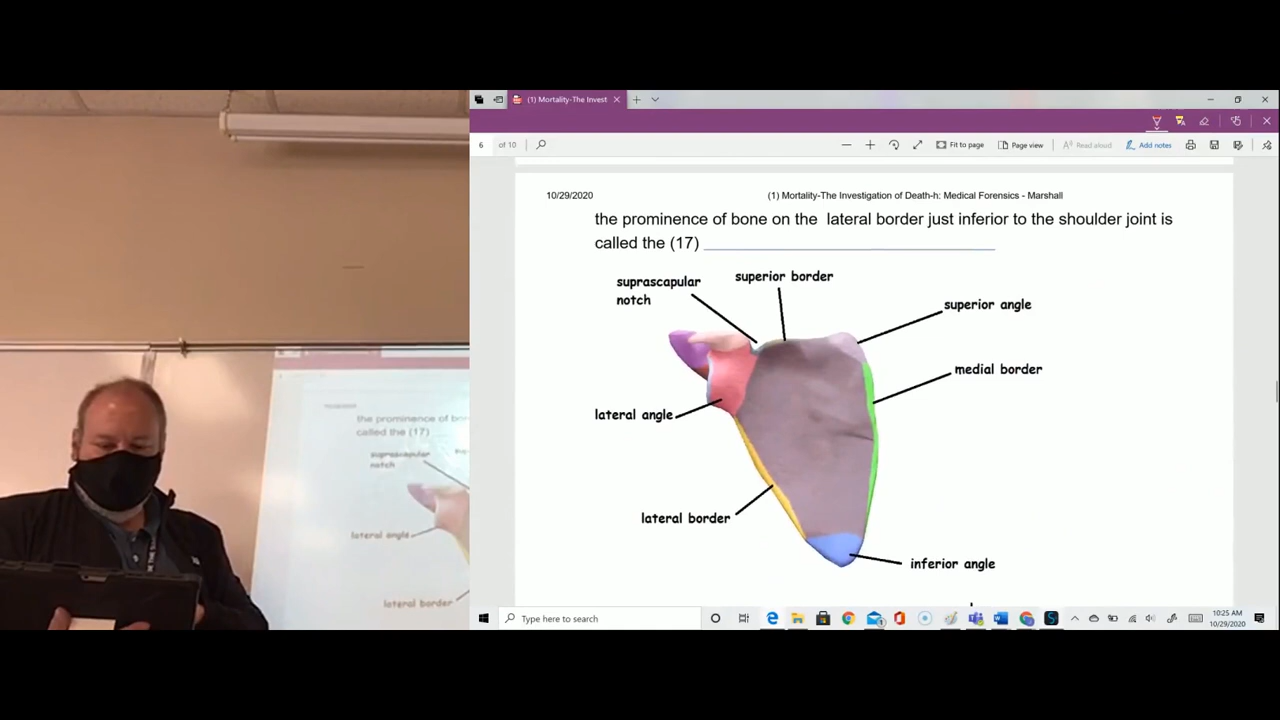 (1) Mortality-The Invest
6 of 10
Fit to page
Page view
Read aloud
Add notes
10/29/2020 (1) Mortality-The Investigation of Death-h: Medical Forensics - Marshall
the prominence of bone on the lateral border just inferior to the shoulder joint is
called the (17)
suprascapular
notch
superior border
superior angle
medial border
lateral angle
lateral border
inferior angle
the prominence of bo
called the (17)
suprascapular
notch
lateral angle
lateral border
Type here to search
10:25 AM
10/29/2020